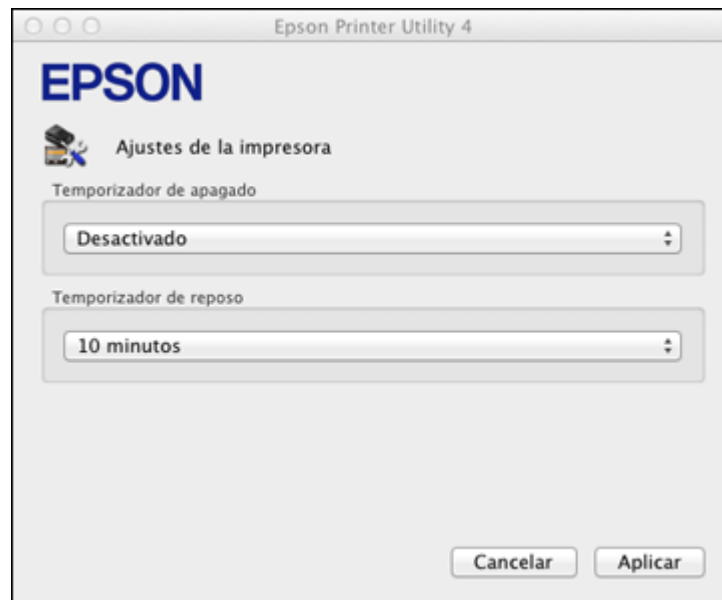 Epson Printer Utility 4
EPSON
Ajustes de la impresora
Temporizador de apagado
Desactivado
Temporizador de reposo
10 minutos
Cancelar
Aplicar